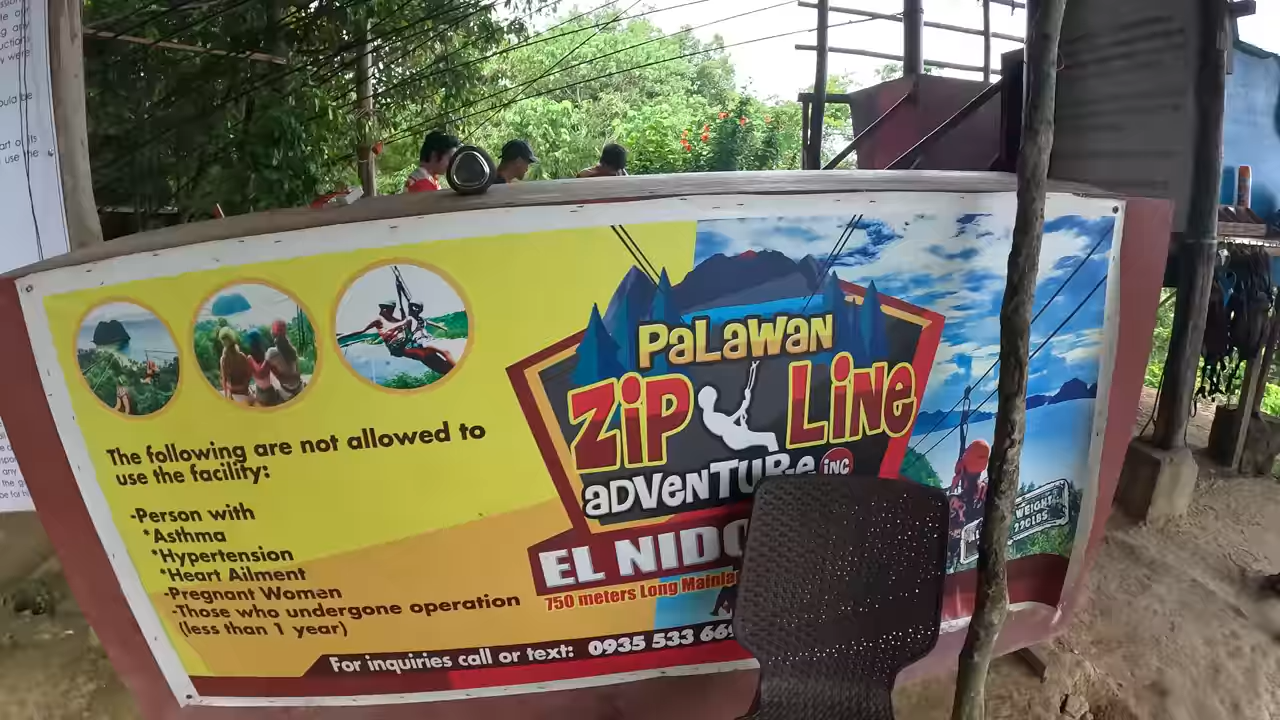 PaLaWaN
ZiP LiNe
aDVeNTURe iNC
EL NIDO
750 meters Long
The following are not allowed to
use the facility:
-Person with
*Asthma
*Hypertension
*Heart Ailment
-Pregnant Women
-Those who undergone operation
(less than 1 year)
For inquiries call or text: 0935 533
WEIGHT
220LBS